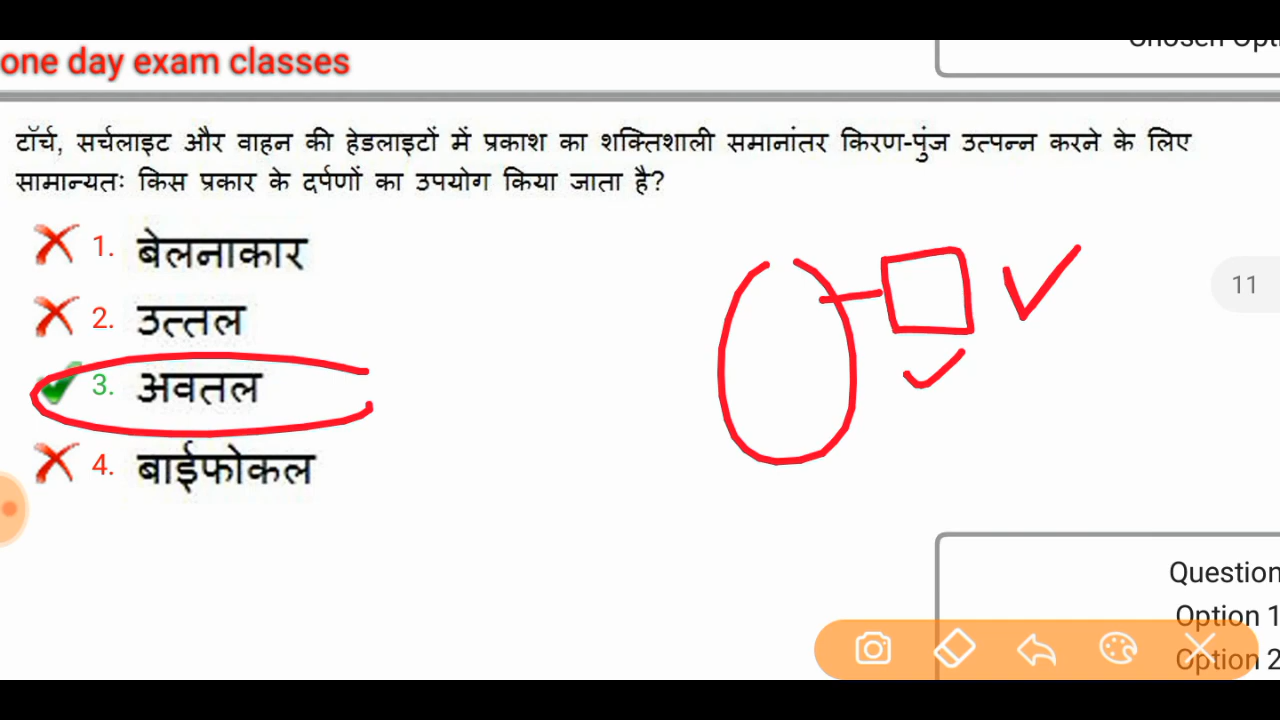 one day exam classes
टॉर्च, सर्चलाइट और वाहन की हेडलाइटों में प्रकाश का शक्तिशाली समानांतर किरण-पुंज उत्पन्न करने के लिए
सामान्यतः किस प्रकार के दर्पणों का उपयोग किया जाता है?
1. बेलनाकार
2. उत्तल
3. अवतल
4. बाईफोकल
11
Question
Option 1
Option 2